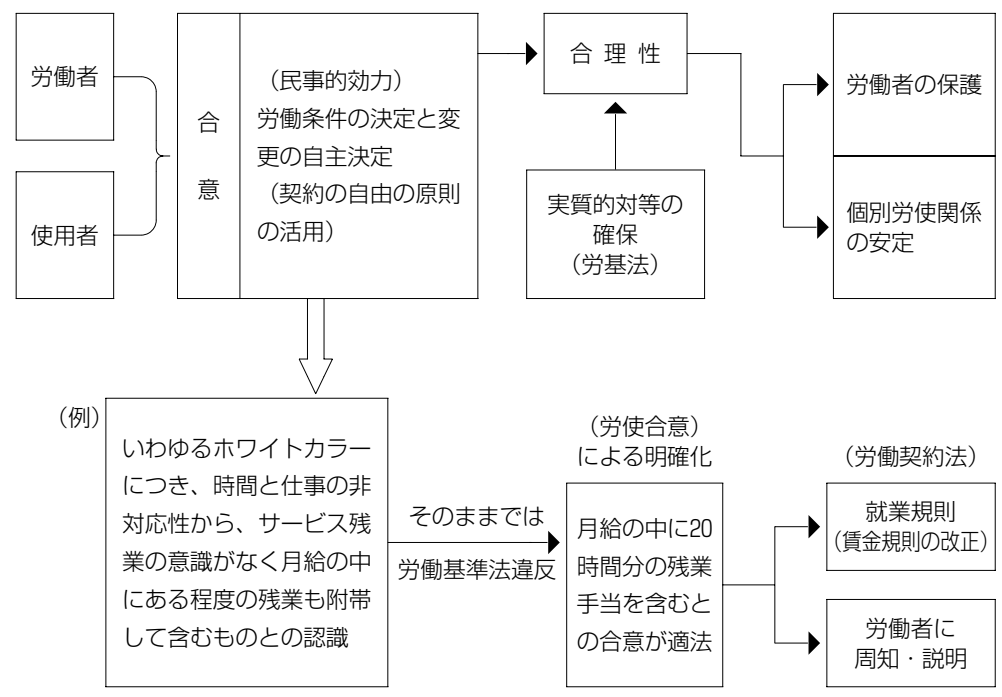 労働者
使用者
合
意
（民事的効力）
労働条件の決定と変
更の自主決定
（契約の自由の原則
の活用）
合 理 性
実質的対等の
確保
（労基法）
労働者の保護
個別労使関係
の安定
（例）
いわゆるホワイトカラー
につき、時間と仕事の非
対応性から、サービス残
業の意識がなく月給の中
にある程度の残業も附帯
して含むものとの認識
そのままでは
労働基準法違反
（労使合意）
による明確化
月給の中に20
時間分の残業
手当を含むと
の合意が適法
（労働契約法）
就業規則
（賃金規則の改正）
労働者に
周知・説明